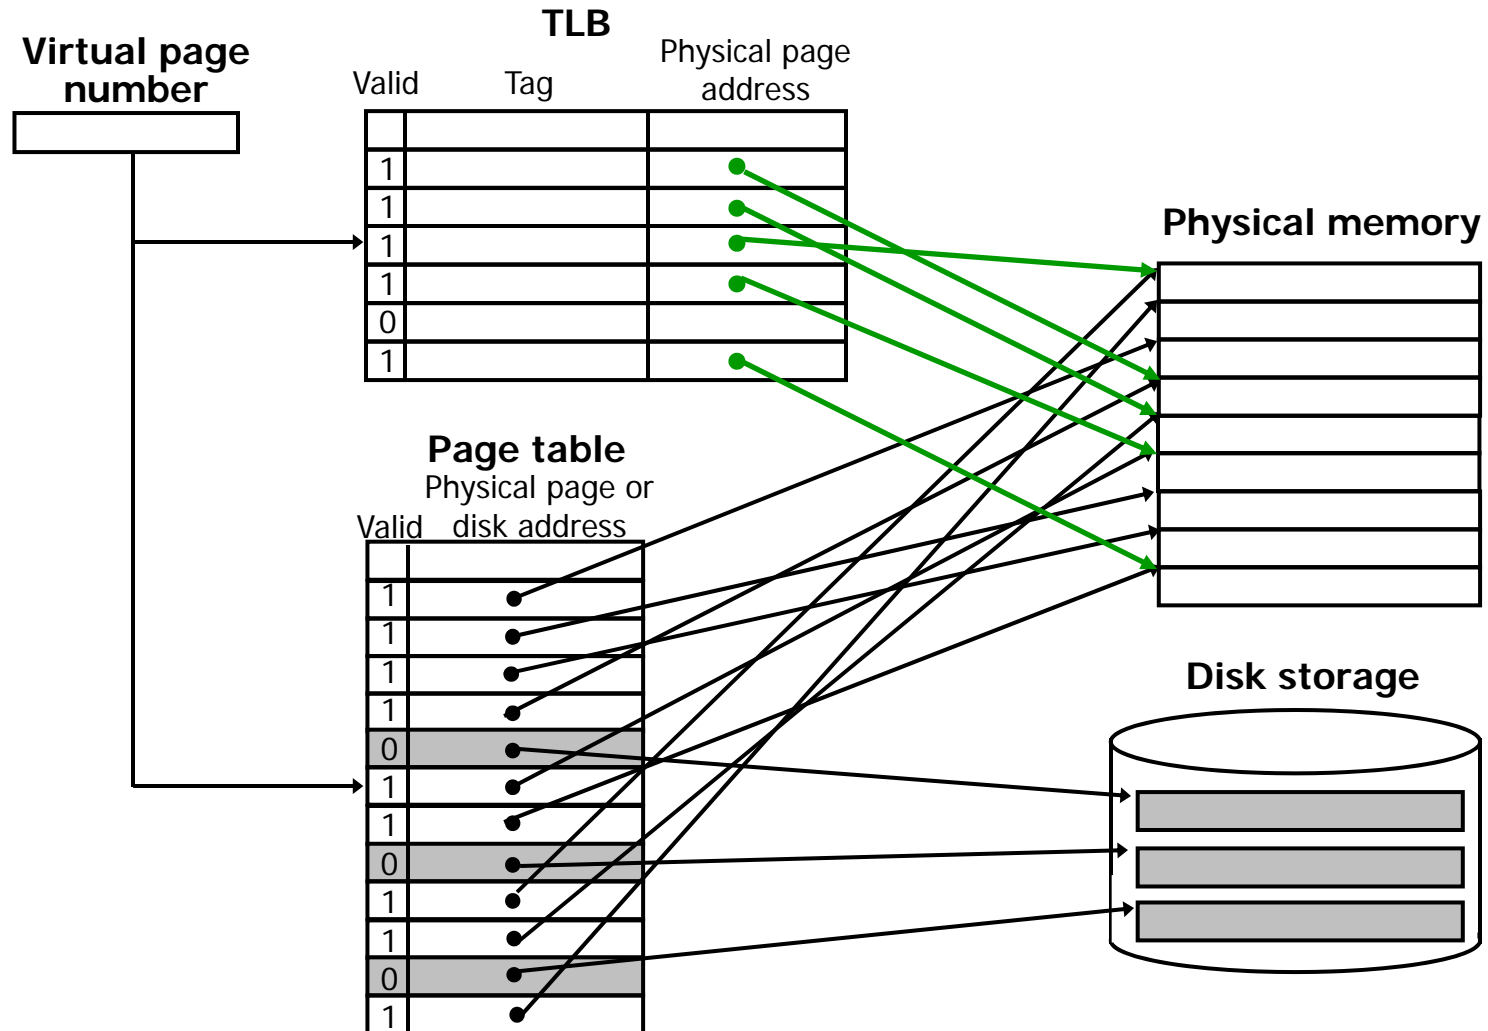 TLB
Virtual page
number
Physical page
address
Valid
Tag
1
1
1
1
0
1
Physical memory
Page table
Physical page or
disk address
Valid
1
1
1
1
0
1
1
0
1
1
0
1
Disk storage